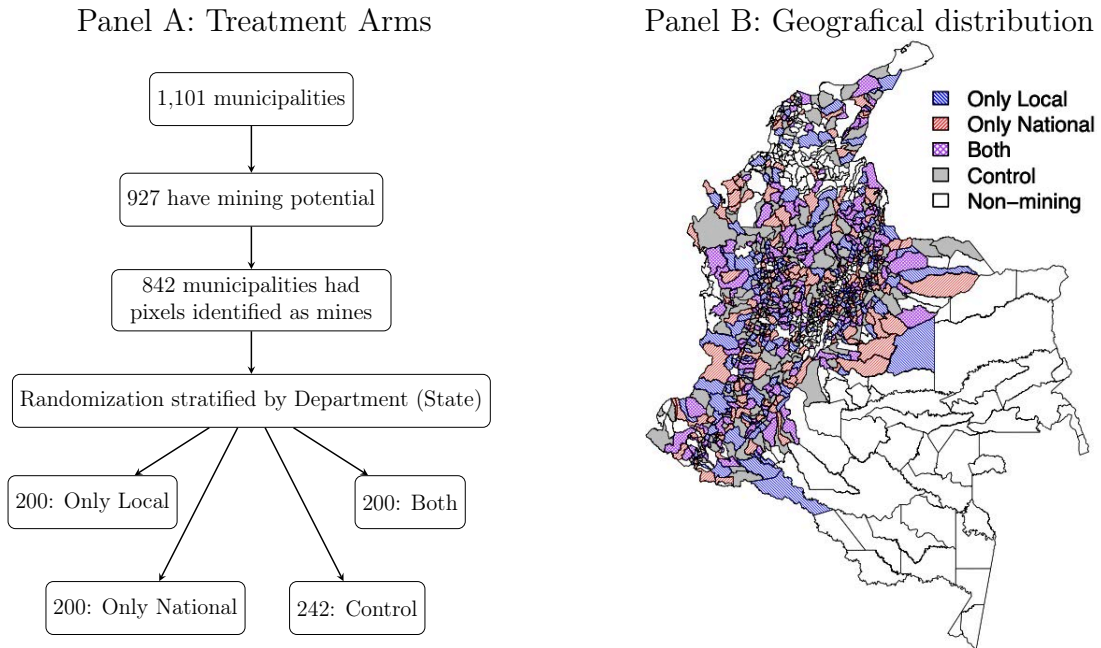 Panel A: Treatment Arms
1,101 municipalities
927 have mining potential
842 municipalities had
pixels identified as mines
Randomization stratified by Department (State)
200: Only Local
200: Both
200: Only National
242: Control
Panel B: Geografical distribution
Only Local
Only National
Both
Control
Non−mining